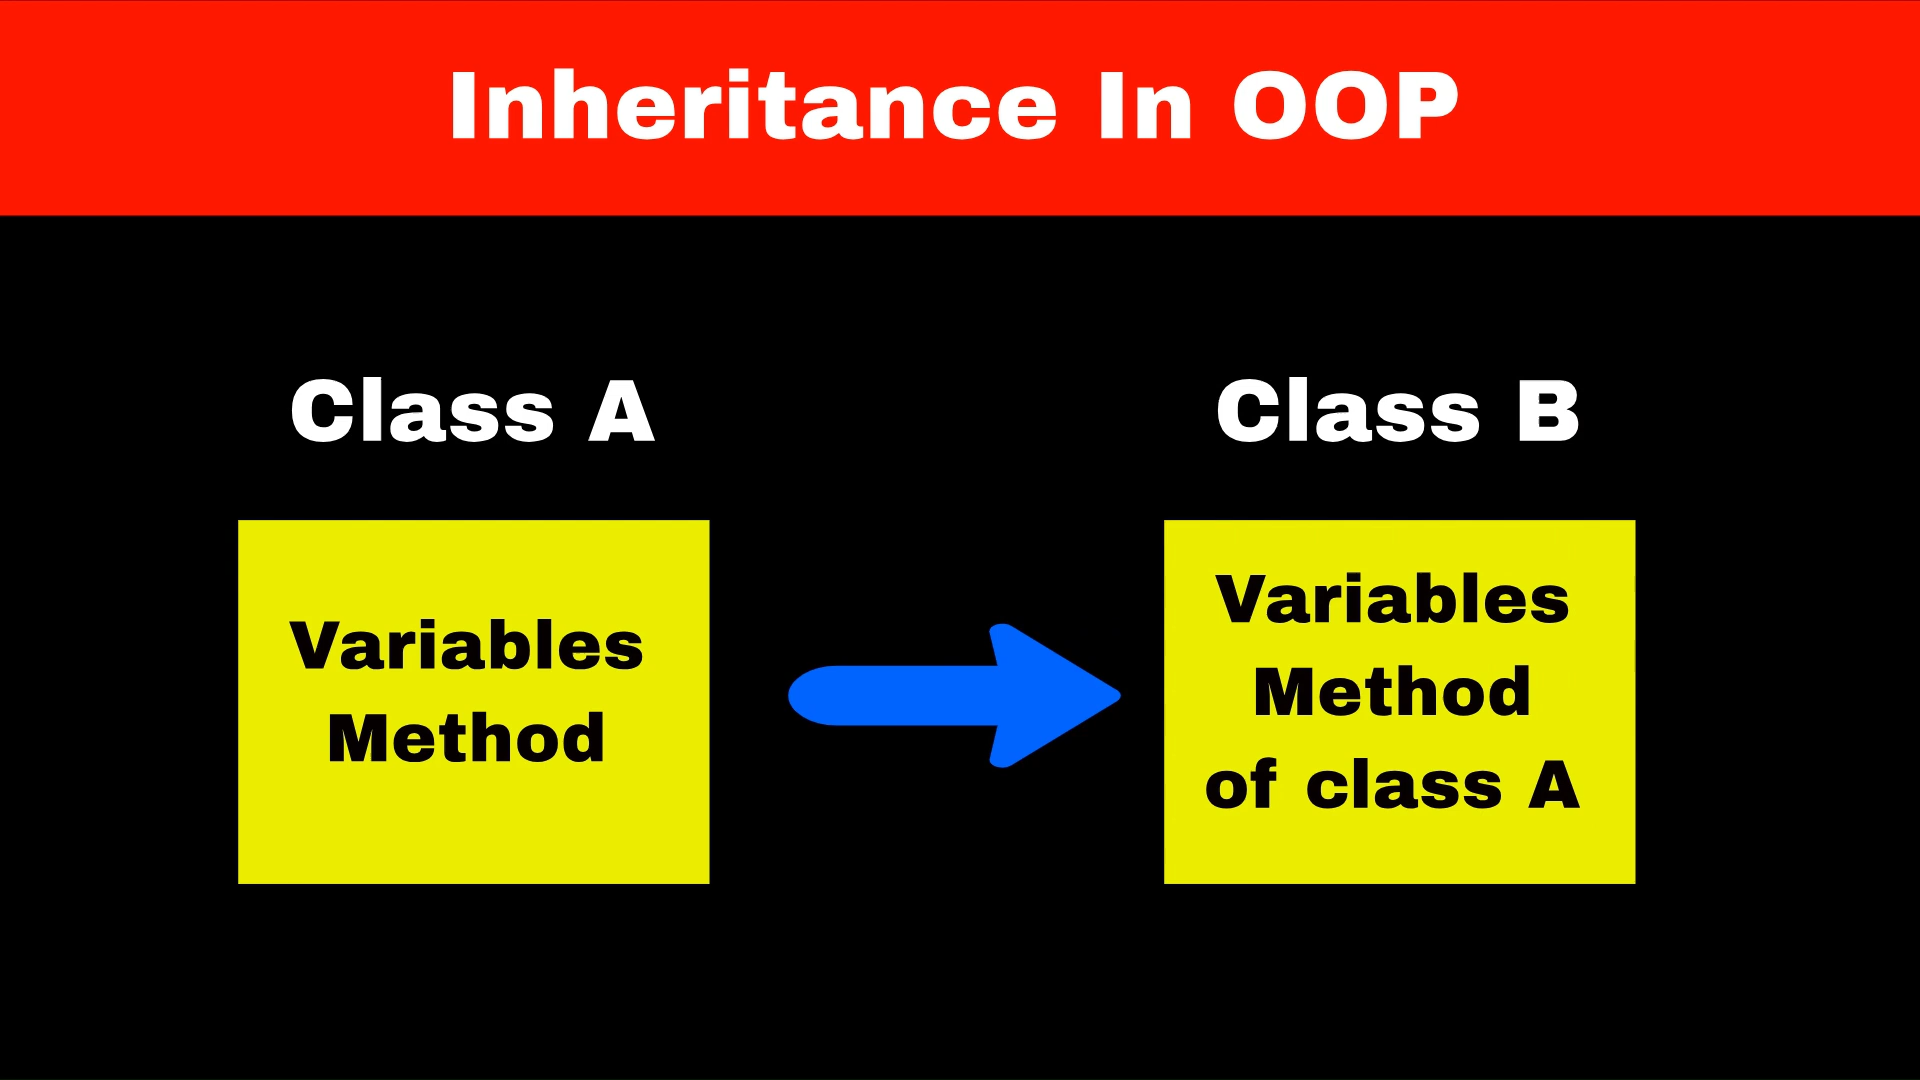 Inheritance In OOP
Class A
Variables
Method
Class B
Variables
Method
of class A